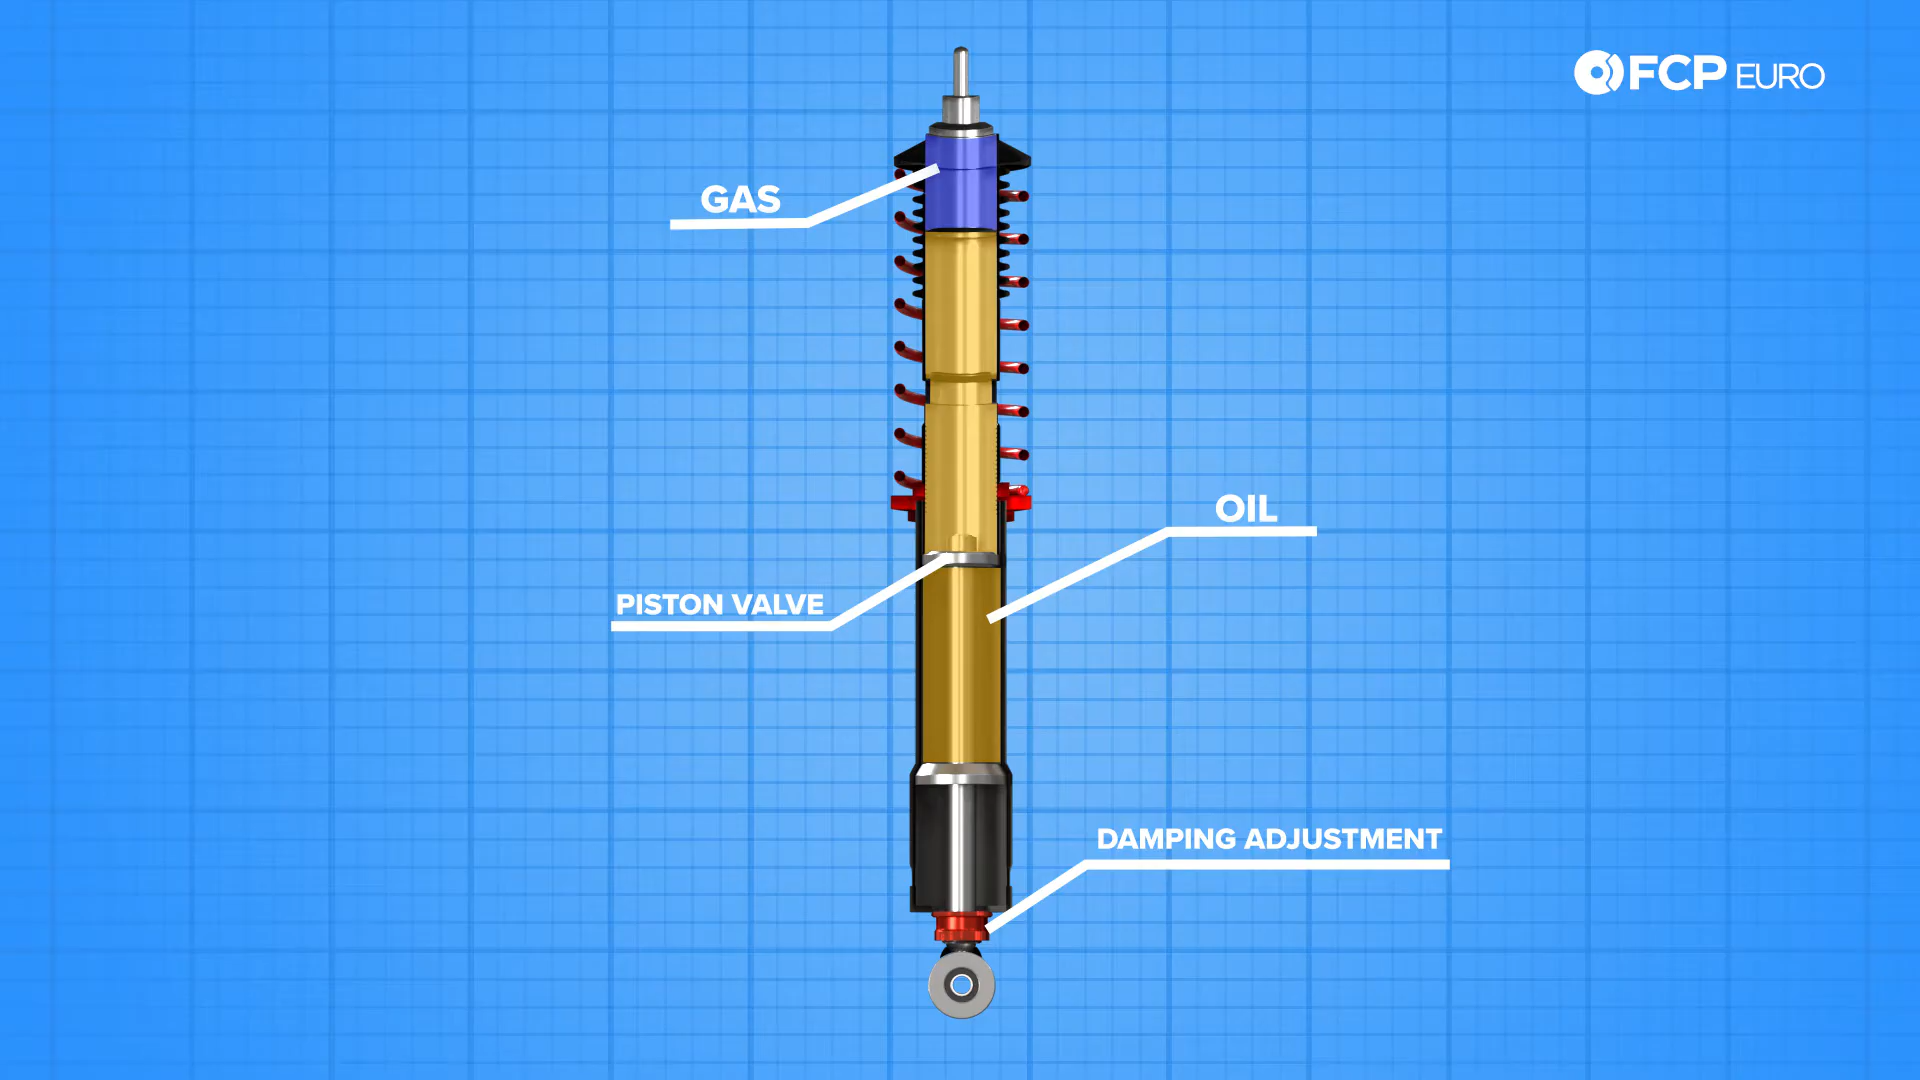 FCP EURO
GAS
OIL
PISTON VALVE
DAMPING ADJUSTMENT